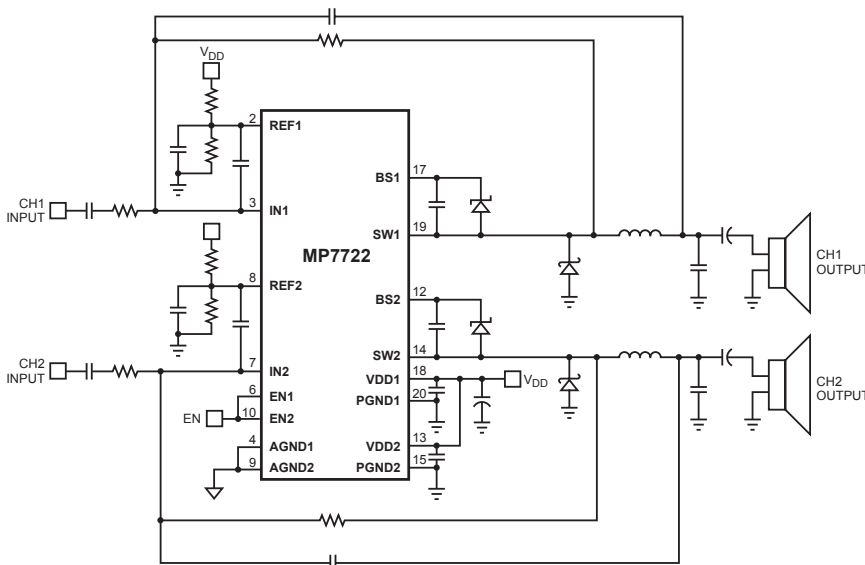 V_DD
2
REF1
17
BS1
CH1
INPUT
3
IN1
19
SW1
MP7722
CH1
OUTPUT
8
REF2
12
BS2
CH2
INPUT
7
IN2
14
SW2
18
VDD1
V_DD
6
EN1
20
PGND1
CH2
OUTPUT
EN
10
EN2
4
AGND1
13
VDD2
9
AGND2
15
PGND2